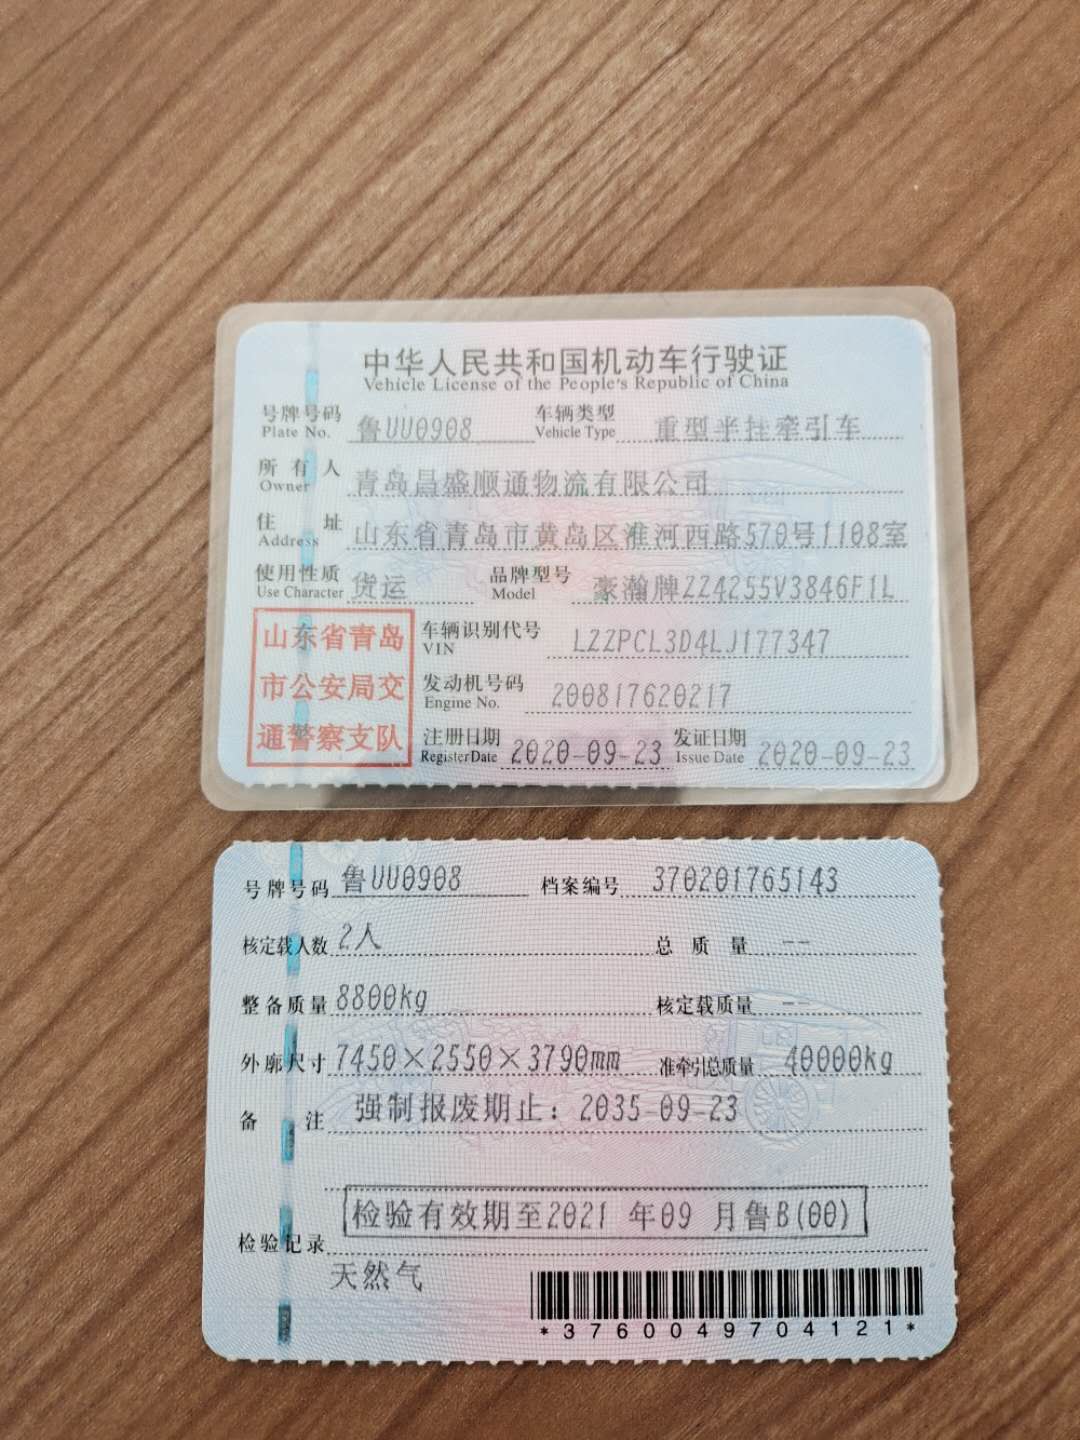 中华人民共和国机动车行驶证
Vehicle License of the People's Republic of China
号牌号码 鲁UU0908 车辆类型 重型半挂牵引车
Plate No. Vehicle Type
所有人 青岛昌盛顺通物流有限公司
Owner
住址 山东省青岛市黄岛区淮河西路570号1108室
Address
使用性质 货运 品牌型号 豪瀚牌ZZ4255V3846F1L
Use Character Model
山东省青岛
市公安局交
通警察支队
车辆识别代号 LZZPCL3D4LJ177347
VIN
发动机号码 200817620217
Engine No.
注册日期 2020-09-23 发证日期 2020-09-23
Register Date Issue Date
号牌号码 鲁UU0908 档案编号 370201765143
核定载人数 2人 总质量 --
整备质量 8800kg 核定载质量 --
外廓尺寸 7450×2550×3790mm 准牵引总质量 40000kg
备注 强制报废期止：2035-09-23
检验有效期至2021 年09 月鲁B(00)
检验记录
天然气
*3760049704121*